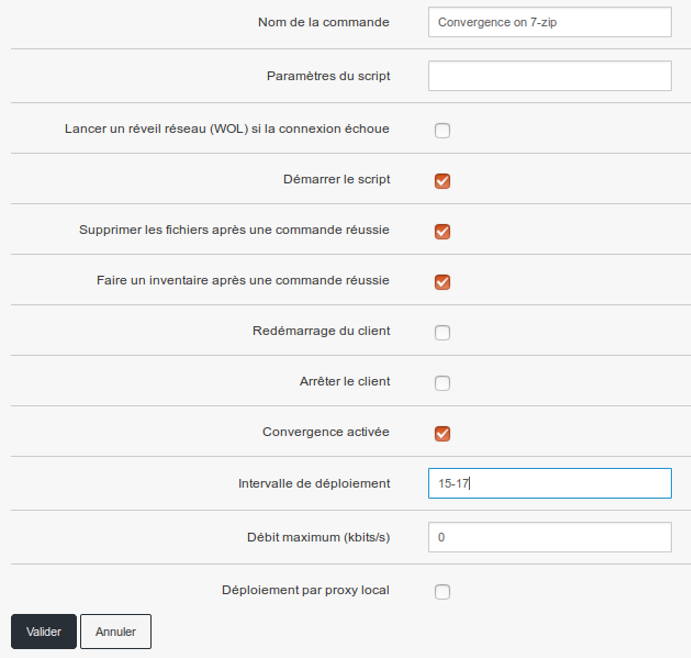 Nom de la commande Convergence on 7-zip
Paramètres du script
Lancer un réveil réseau (WOL) si la connexion échoue
Démarrer le script
Supprimer les fichiers après une commande réussie
Faire un inventaire après une commande réussie
Redémarrage du client
Arrêter le client
Convergence activée
Intervalle de déploiement 15-17
Débit maximum (kbits/s) 0
Déploiement par proxy local
Valider Annuler